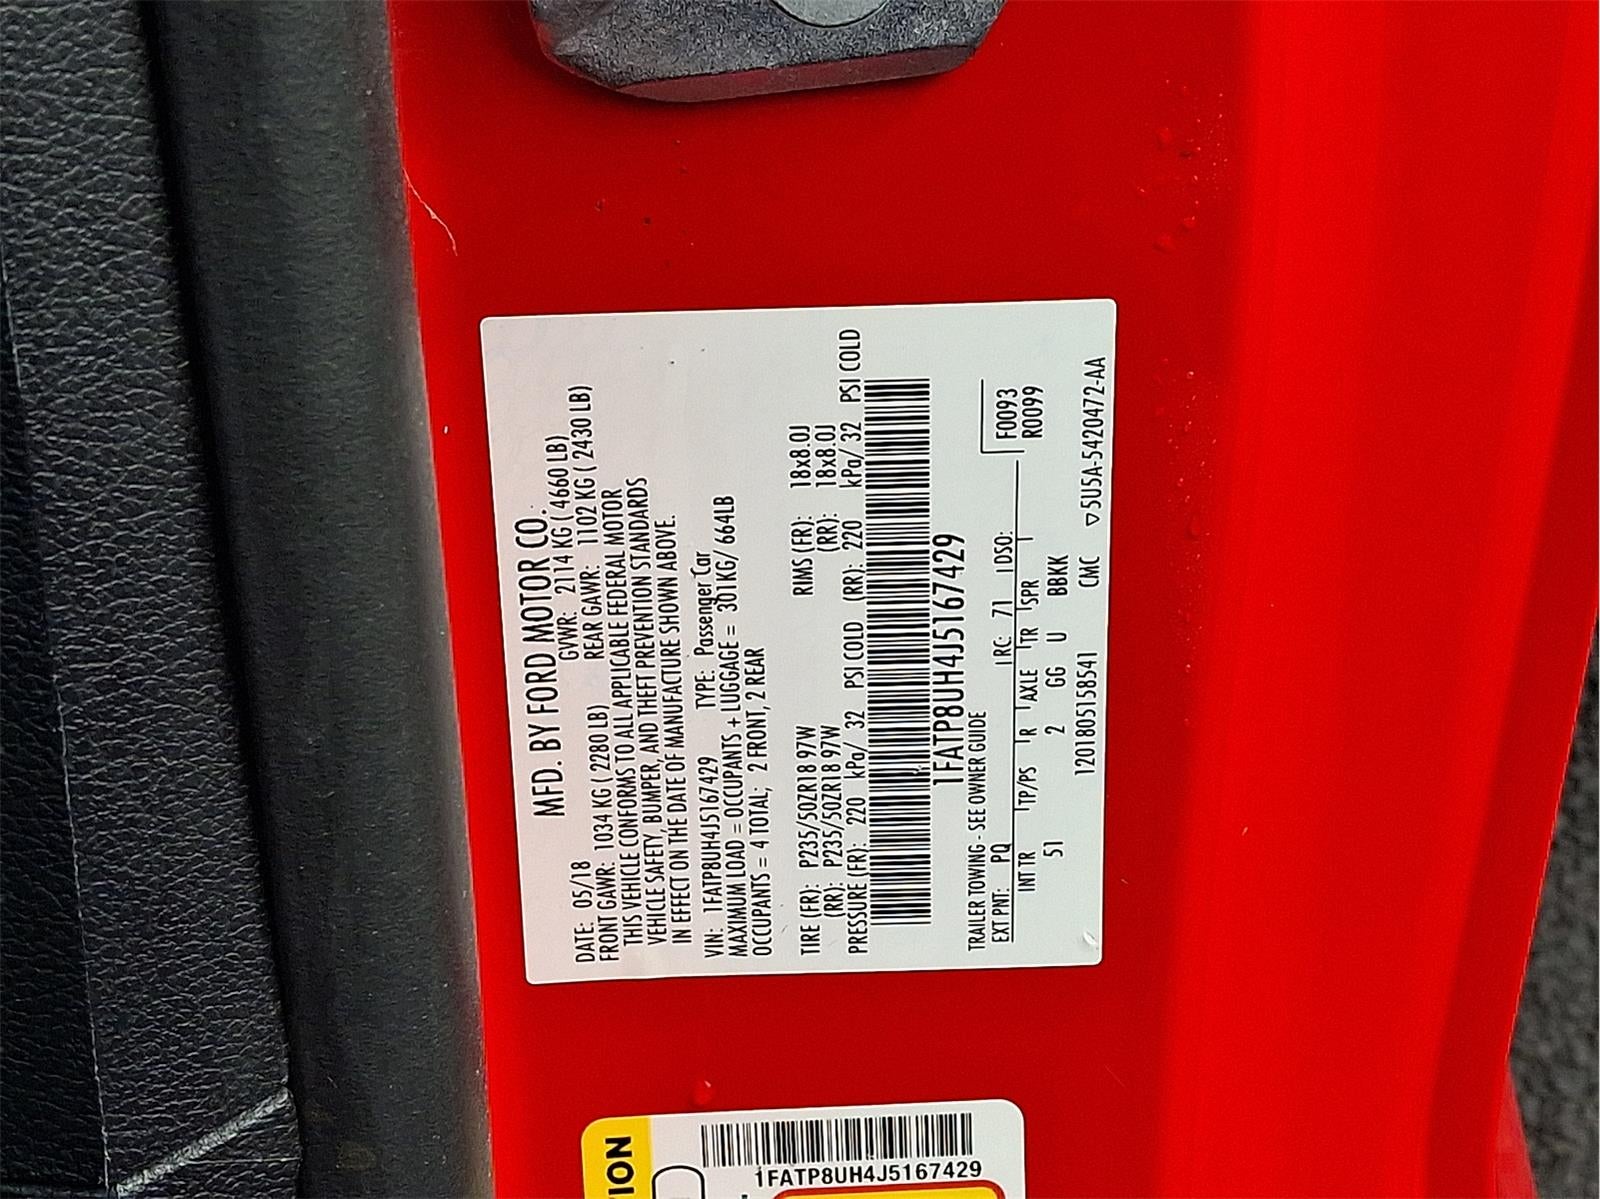 MFD. BY FORD MOTOR CO.
DATE: 05/18 GVWR: 2114 KG ( 4660 LB)
FRONT GAWR: 1034 KG ( 2280 LB) REAR GAWR: 1102 KG ( 2430 LB)
THIS VEHICLE CONFORMS TO ALL APPLICABLE FEDERAL MOTOR
VEHICLE SAFETY, BUMPER, AND THEFT PREVENTION STANDARDS
IN EFFECT ON THE DATE OF MANUFACTURE SHOWN ABOVE.
VIN: 1FATP8UH4J5167429 TYPE: Passenger Car
MAXIMUM LOAD = OCCUPANTS + LUGGAGE = 301KG/ 664LB
OCCUPANTS = 4 TOTAL; 2 FRONT, 2 REAR
TIRE (FR): P235/50ZR18 97W RIMS (FR): 18x8.0J
(RR): P235/50ZR18 97W (RR): 18x8.0J
PRESSURE (FR): 220 kPa/ 32 PSI COLD (RR): 220 kPa/ 32 PSI COLD
1FATP8UH4J5167429
TRAILER TOWING - SEE OWNER GUIDE
EXT PNT: PQ RC: 71 DSO: F0093
INT TR TP/PS R AXLE TR SPR R0099
51 2 GG U BBKK
1201805158541 CMC ▽5U5A-5420472-AA
ION
1FATP8UH4J5167429